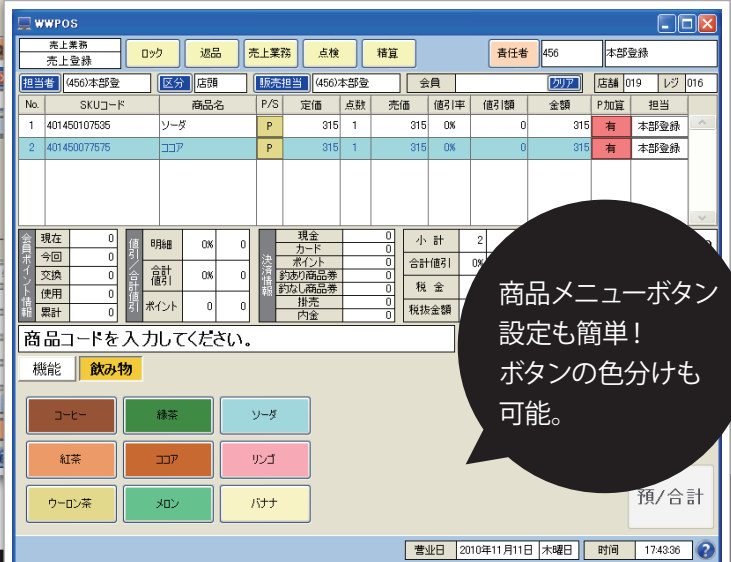 WWPOS
売上業務
売上登録
ロック 返品 売上業務 点検 精算 責任者 456 本部登録
担当者 (456)本部登 区分 店頭 販売担当 (456)本部登 会員 クリア 店舗 019 レジ 016
No. SKUコード 商品名 P/S 定価 点数 売価 値引率 値引額 金額 P加算 担当
1 401450107535 ソーダ P 315 1 315 0% 0 315 有 本部登録
2 401450077575 ココア P 315 1 315 0% 0 315 有 本部登録
会員ポイント情報
現在 0
今回 0
交換 0
使用 0
累計 0
値引/合計値引
明細 0% 0
合計値引 0% 0
ポイント 0 0
決済情報
現金 0
カード 0
ポイント 0
釣あり商品券 0
釣なし商品券 0
掛売 0
内金 0
小計 2
合計値引 0%
税金
税抜金額
商品コードを入力してください。
機能 飲み物
コーヒー 緑茶 ソーダ
紅茶 ココア リンゴ
ウーロン茶 メロン バナナ
商品メニューボタン
設定も簡単!
ボタンの色分けも
可能。
預/合計
営业日 2010年11月11日 木曜日 时间 17:43:36